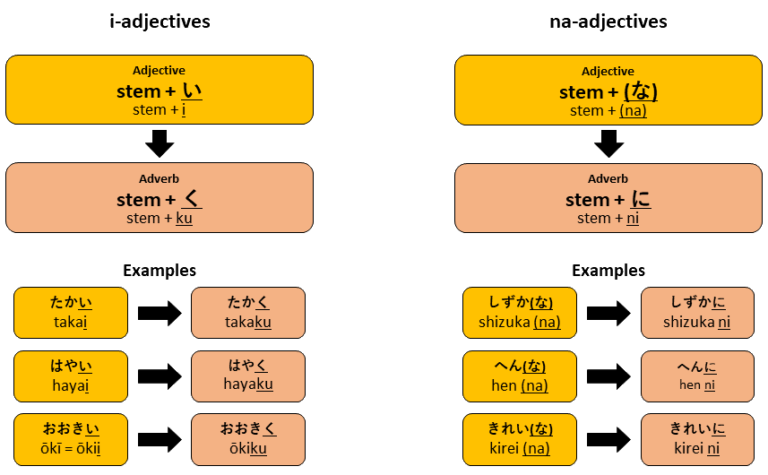 i-adjectives
Adjective
stem + い
stem + i
Adverb
stem + く
stem + ku
Examples
たかい
takai
たかく
takaku
はやい
hayai
はやく
hayaku
おおきい
ōkī = ōkii
おおきく
ōkiku
na-adjectives
Adjective
stem + (な)
stem + (na)
Adverb
stem + に
stem + ni
Examples
しずか(な)
shizuka (na)
しずかに
shizuka ni
へん(な)
hen (na)
へんに
hen ni
きれい(な)
kirei (na)
きれいに
kirei ni